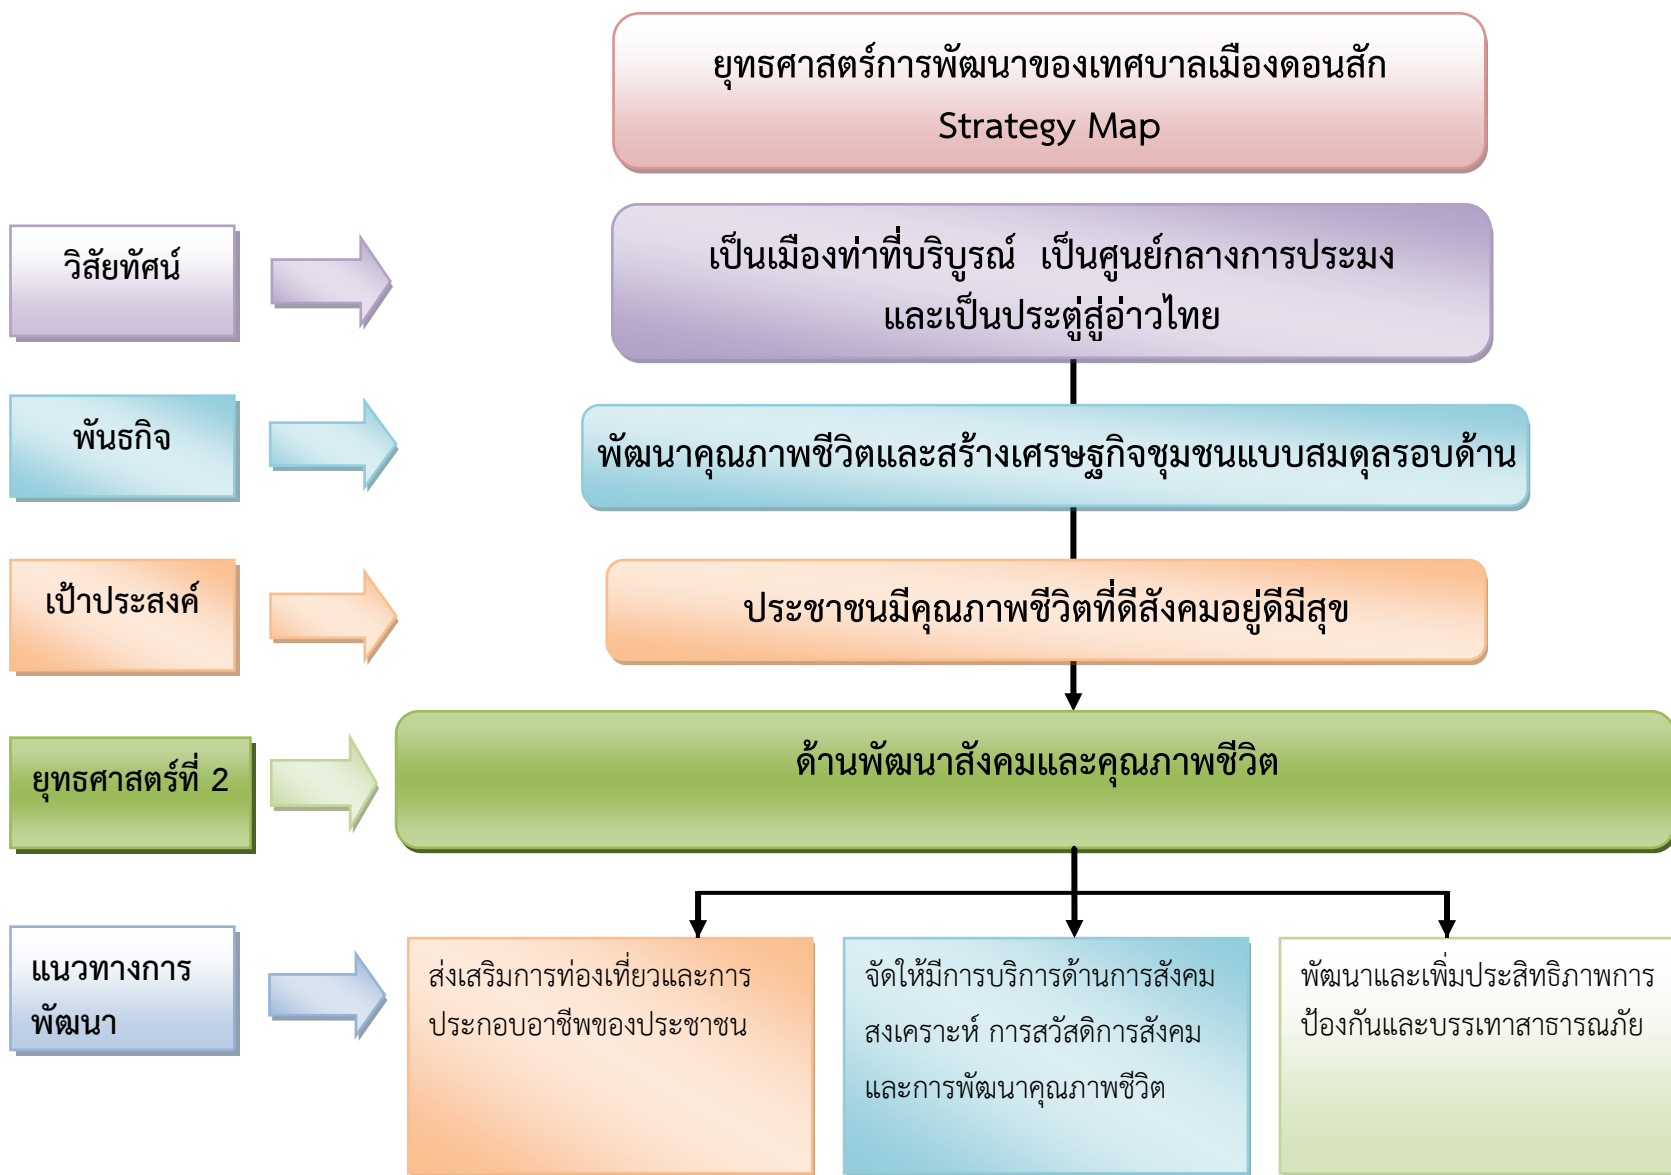 ยุทธศาสตร์การพัฒนาของเทศบาลเมืองดอนสัก
Strategy Map
วิสัยทัศน์
เป็นเมืองท่าที่บริบูรณ์ เป็นศูนย์กลางการประมง
และเป็นประตู่สู่อ่าวไทย
พันธกิจ
พัฒนาคุณภาพชีวิตและสร้างเศรษฐกิจชุมชนแบบสมดุลรอบด้าน
เป้าประสงค์
ประชาชนมีคุณภาพชีวิตที่ดีสังคมอยู่ดีมีสุข
ยุทธศาสตร์ที่ 2
ด้านพัฒนาสังคมและคุณภาพชีวิต
แนวทางการ
พัฒนา
ส่งเสริมการท่องเที่ยวและการ
ประกอบอาชีพของประชาชน
จัดให้มีการบริการด้านการสังคม
สงเคราะห์ การสวัสดิการสังคม
และการพัฒนาคุณภาพชีวิต
พัฒนาและเพิ่มประสิทธิภาพการ
ป้องกันและบรรเทาสาธารณภัย